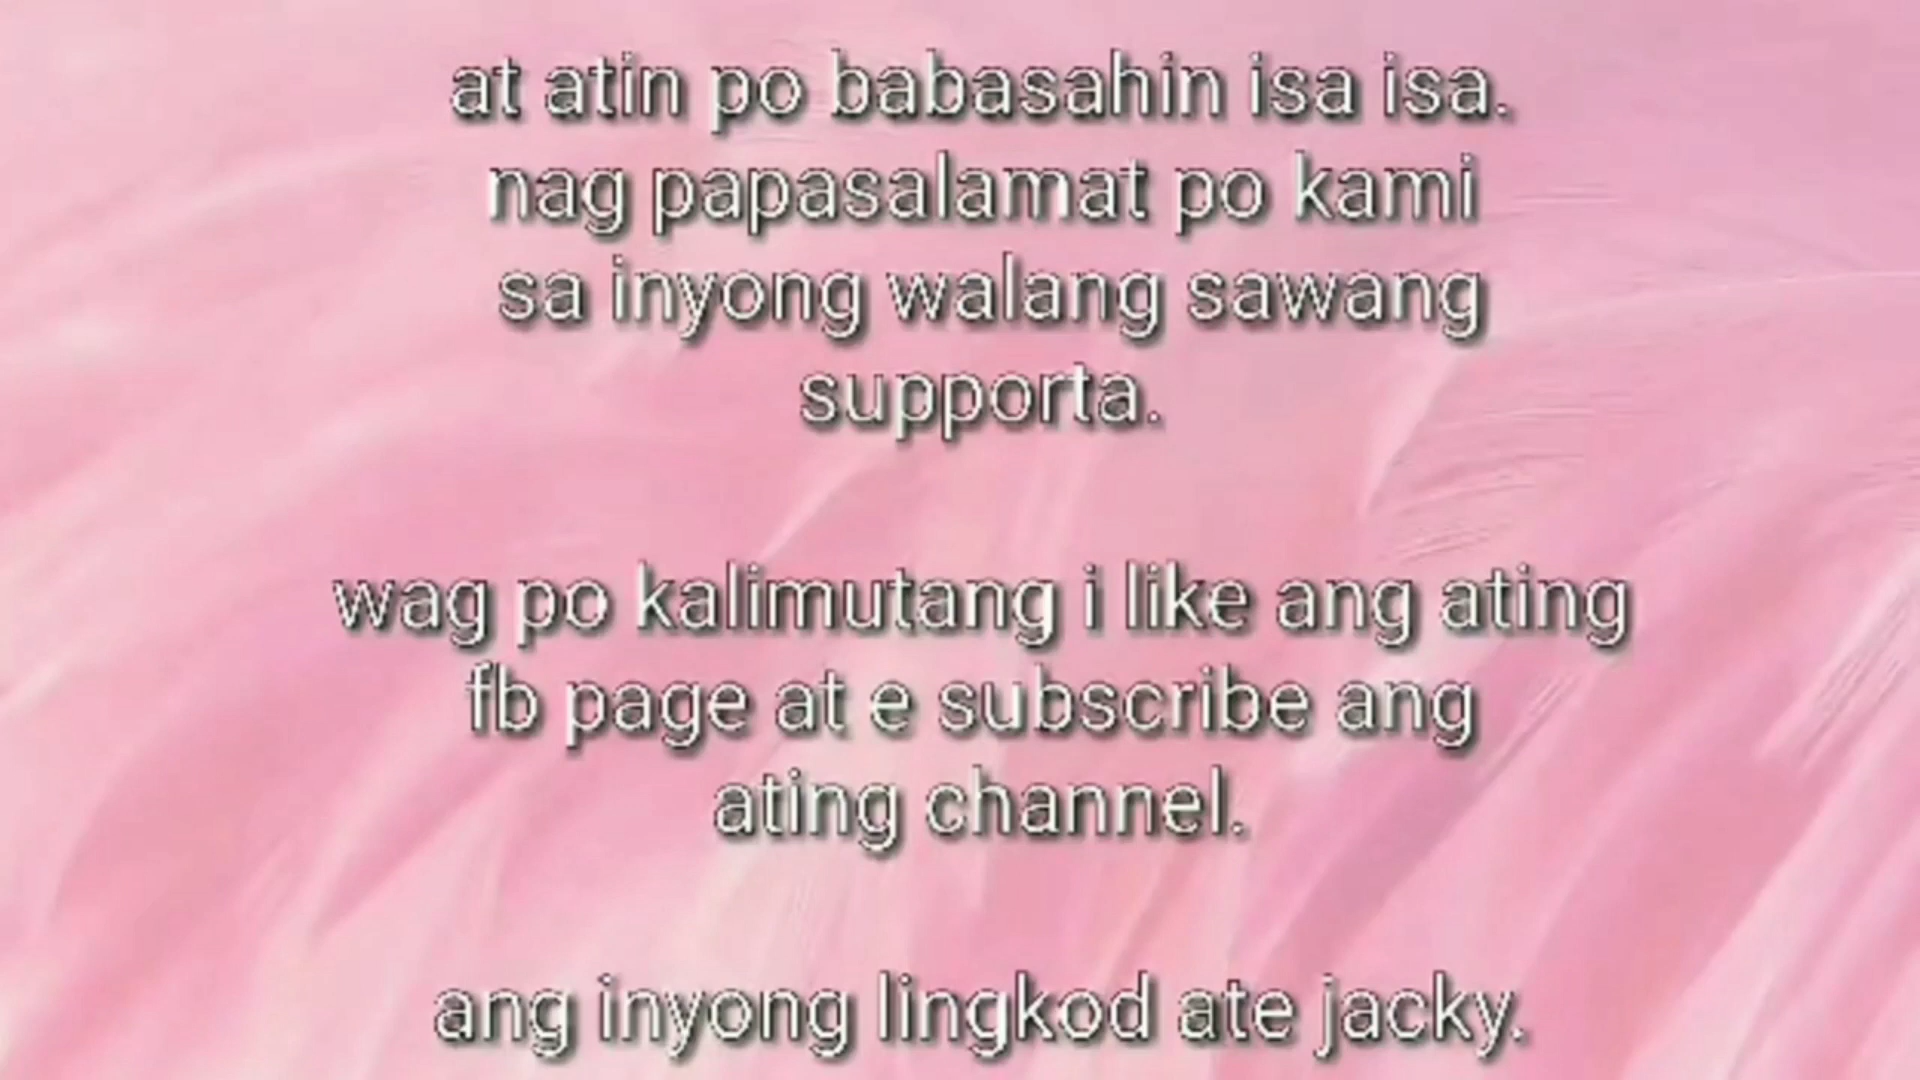 at atin po babasahin isa isa.
nag papasalamat po kami
sa inyong walang sawang
supporta.
wag po kalimutang i like ang ating
fb page at e subscribe ang
ating channel.
ang inyong lingkod ate jacky.